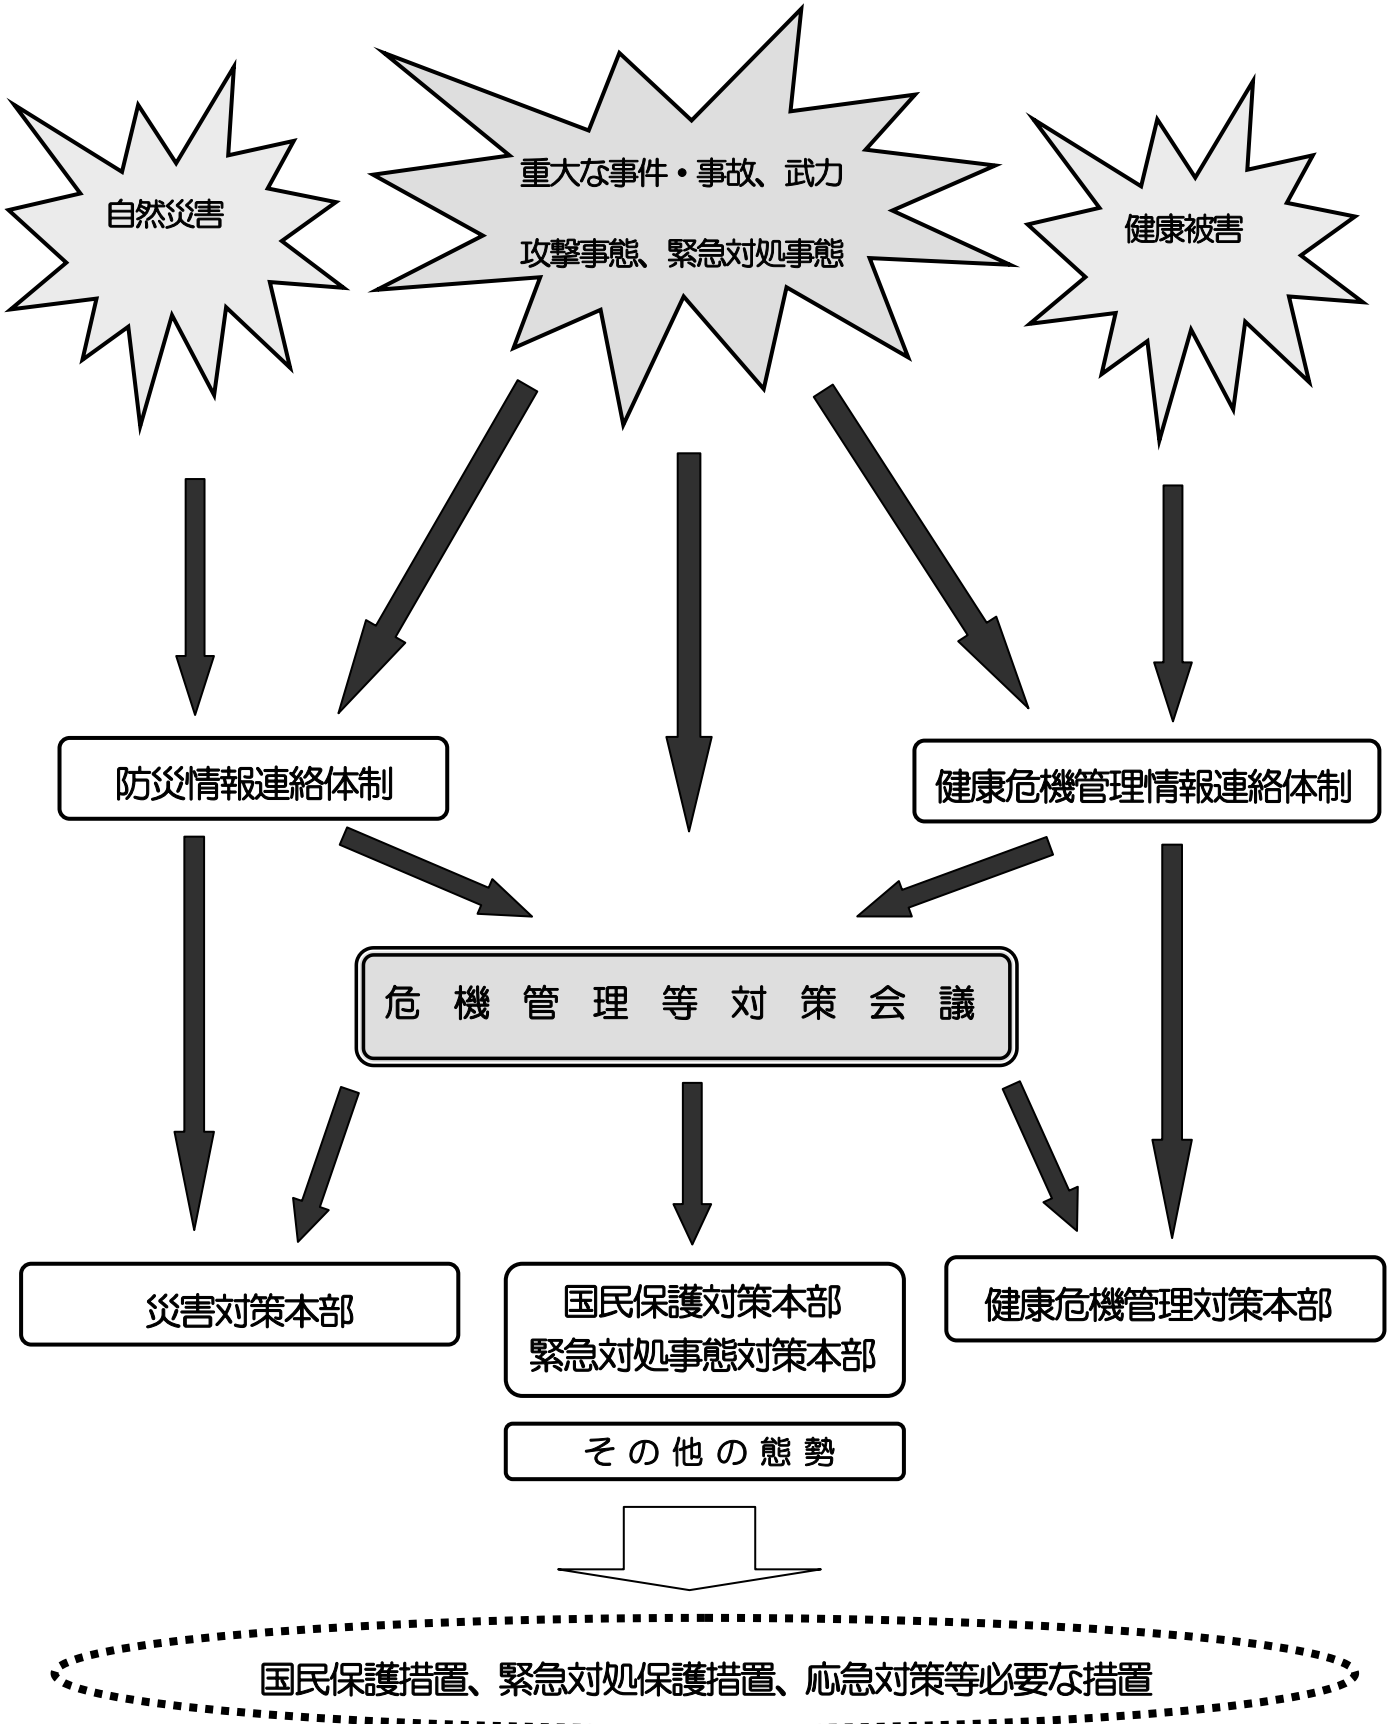 自然災害
重大な事件・事故、武力
攻撃事態、緊急対処事態
健康被害
防災情報連絡体制
健康危機管理情報連絡体制
危機管理等対策会議
災害対策本部
国民保護対策本部
緊急対処事態対策本部
健康危機管理対策本部
その他の態勢
国民保護措置、緊急対処保護措置、応急対策等必要な措置